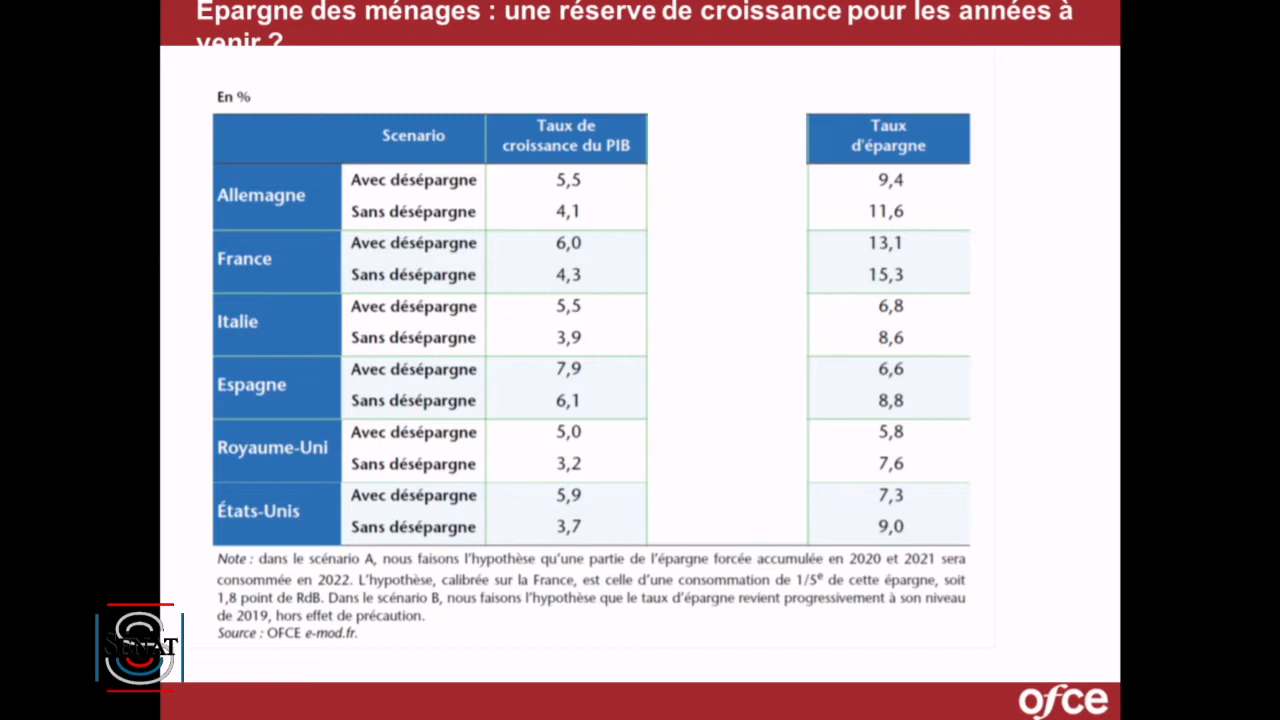 Epargne des ménages : une réserve de croissance pour les années à
venir ?
En %
Scenario Taux de croissance du PIB Taux d'épargne
Allemagne Avec désépargne 5,5 9,4
Sans désépargne 4,1 11,6
France Avec désépargne 6,0 13,1
Sans désépargne 4,3 15,3
Italie Avec désépargne 5,5 6,8
Sans désépargne 3,9 8,6
Espagne Avec désépargne 7,9 6,6
Sans désépargne 6,1 8,8
Royaume-Uni Avec désépargne 5,0 5,8
Sans désépargne 3,2 7,6
États-Unis Avec désépargne 5,9 7,3
Sans désépargne 3,7 9,0
Note : dans le scénario A, nous faisons l'hypothèse qu'une partie de l'épargne forcée accumulée en 2020 et 2021 sera
consommée en 2022. L'hypothèse, calibrée sur la France, est celle d'une consommation de 1/5e de cette épargne, soit
1,8 point de RdB. Dans le scénario B, nous faisons l'hypothèse que le taux d'épargne revient progressivement à son niveau
de 2019, hors effet de précaution.
Source : OFCE e-mod.fr.
SENAT
ofce